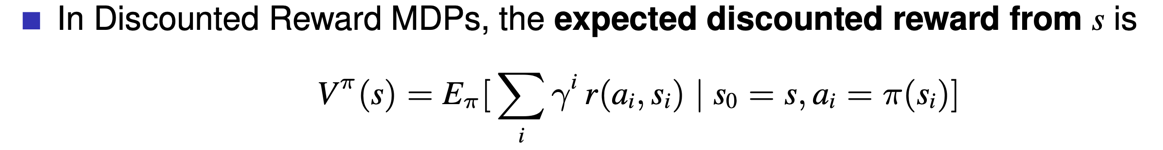 ■ In Discounted Reward MDPs, the expected discounted reward from s is
V^π(s) = E_π[∑_i γ^i r(a_i, s_i) | s_0 = s, a_i = π(s_i)]